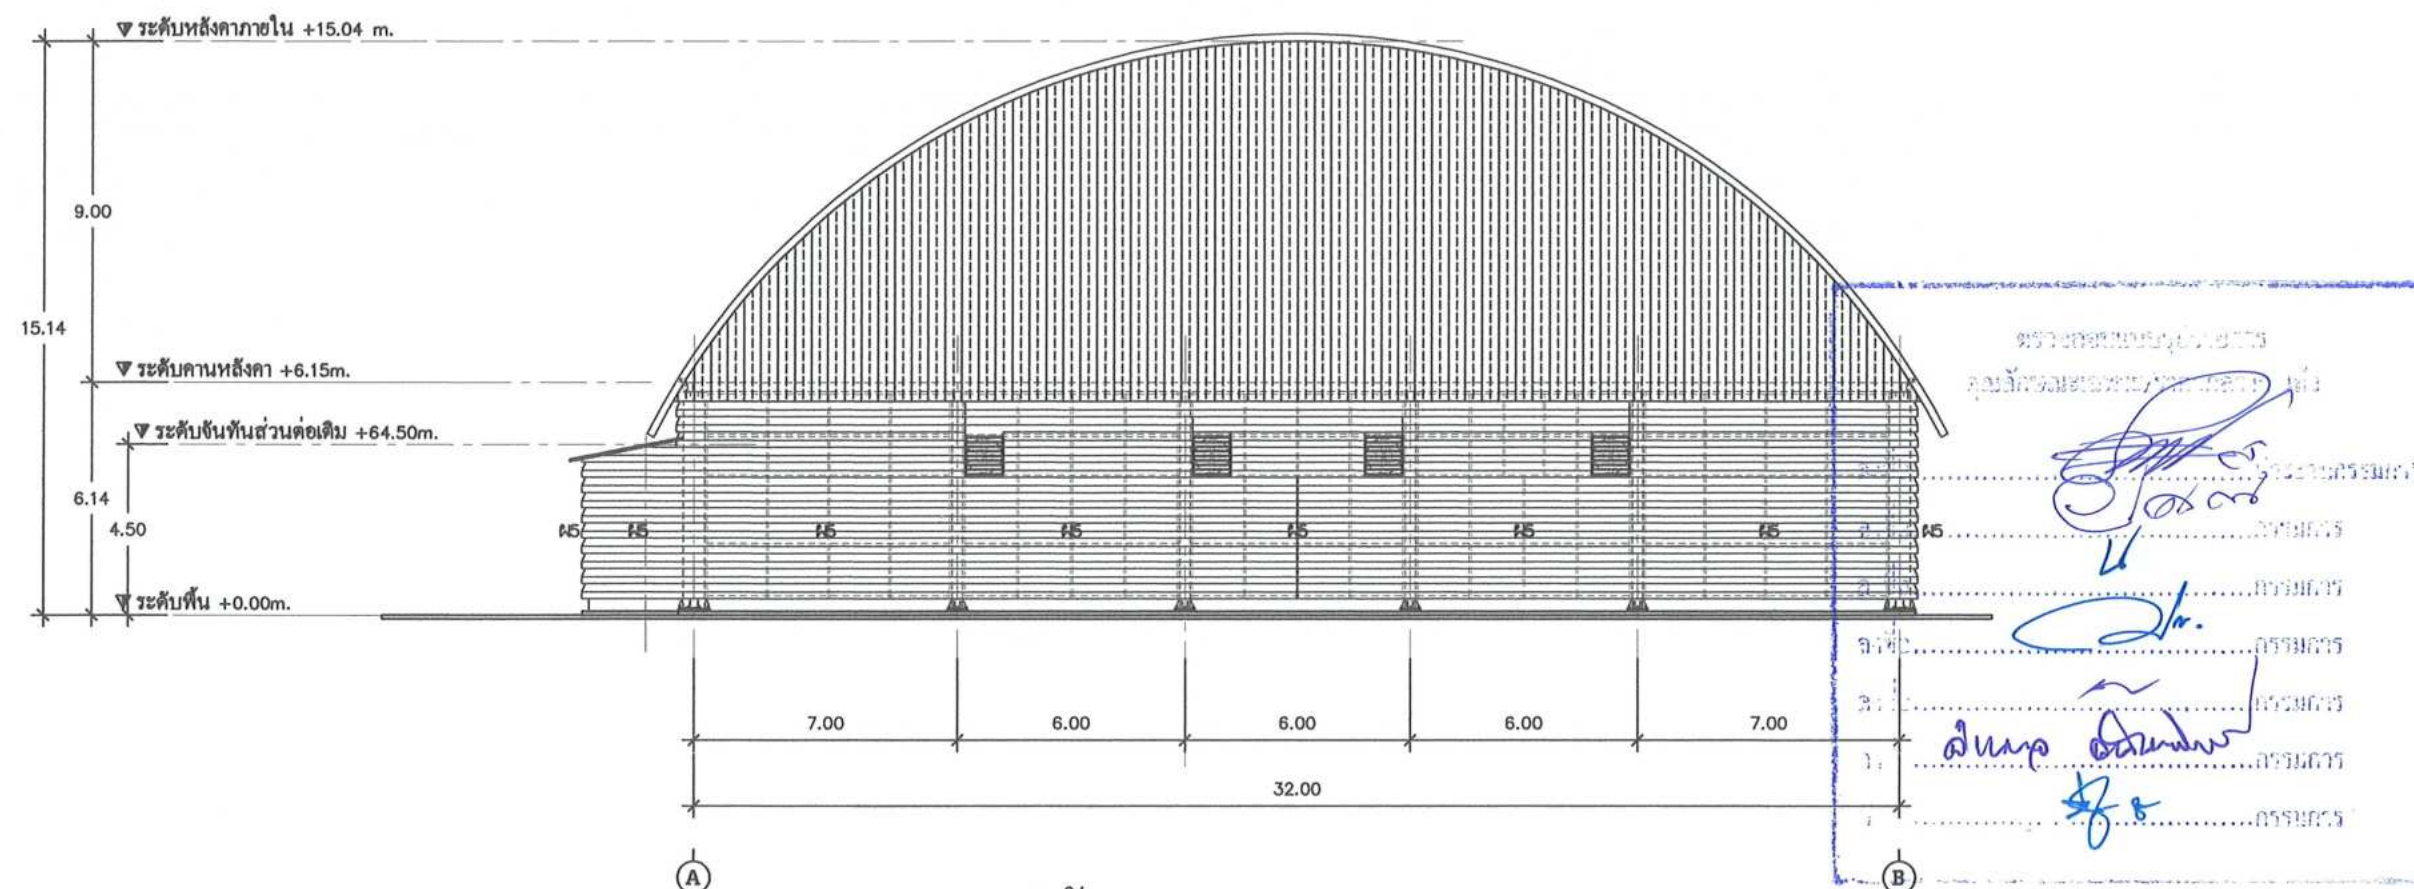 ระดับหลังคาภายใน +15.04 m.
9.00
15.14
ระดับคานหลังคา +6.15m.
ระดับจันทันส่วนต่อเติม +64.50m.
6.14
4.50
ผ5 ผ5 ผ5 ผ5 ผ5 ผ5 ผ5 ผ5
ระดับพื้น +0.00m.
7.00 6.00 6.00 6.00 7.00
32.00
A B
กรรมการ
กรรมการ
กรรมการ
กรรมการ
กรรมการ
กรรมการ